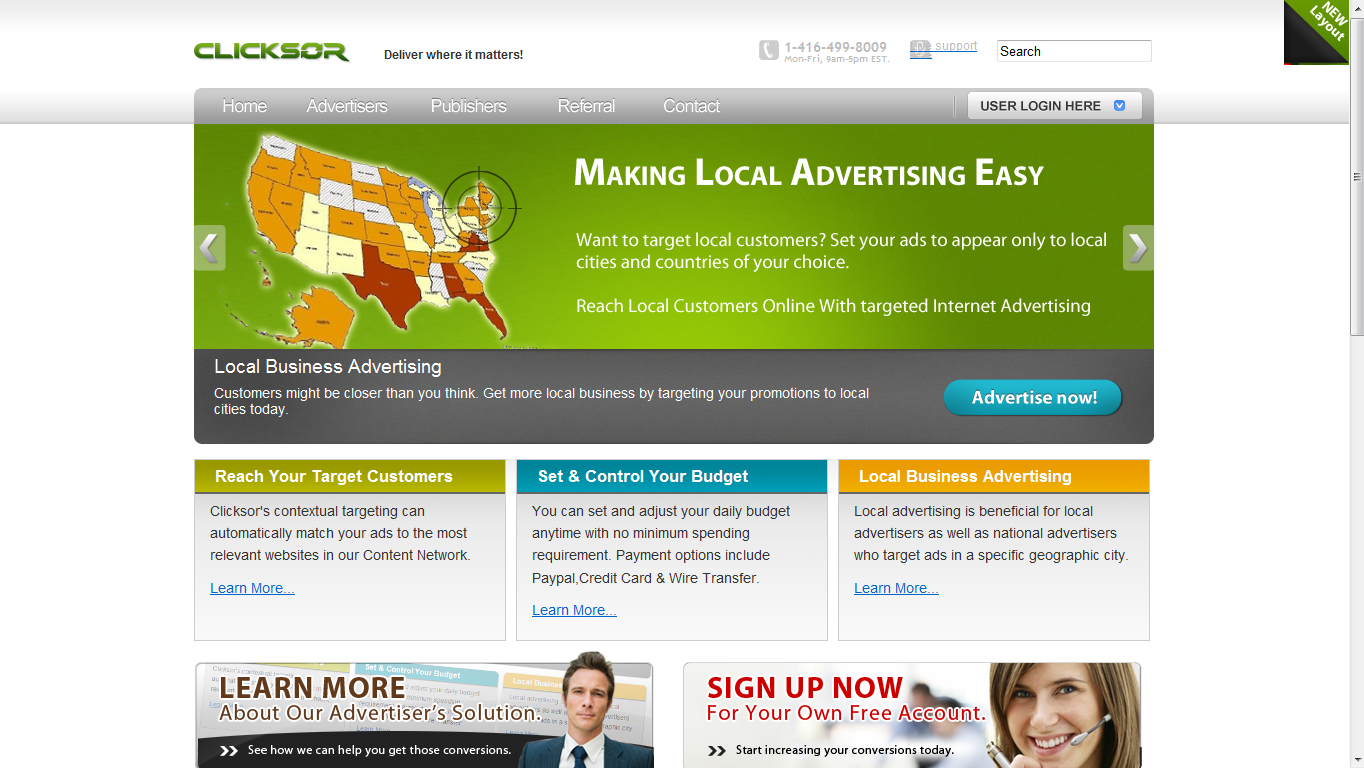 NEW
Layout
CLICKSOR
Deliver where it matters!
1-416-499-8009
Mon-Fri, 9am-5pm EST.
support
Search
Home
Advertisers
Publishers
Referral
Contact
USER LOGIN HERE
MAKING LOCAL ADVERTISING EASY
Want to target local customers? Set your ads to appear only to local
cities and countries of your choice.
Reach Local Customers Online With targeted Internet Advertising
Local Business Advertising
Customers might be closer than you think. Get more local business by targeting your promotions to local
cities today.
Advertise now!
Reach Your Target Customers
Clicksor's contextual targeting can
automatically match your ads to the most
relevant websites in our Content Network.
Learn More...
Set & Control Your Budget
You can set and adjust your daily budget
anytime with no minimum spending
requirement. Payment options include
Paypal,Credit Card & Wire Transfer.
Learn More...
Local Business Advertising
Local advertising is beneficial for local
advertisers as well as national advertisers
who target ads in a specific geographic city.
Learn More...
Set & Control Your Budget
LEARN MORE
About Our Advertiser's Solution.
See how we can help you get those conversions.
SIGN UP NOW
For Your Own Free Account.
Start increasing your conversions today.